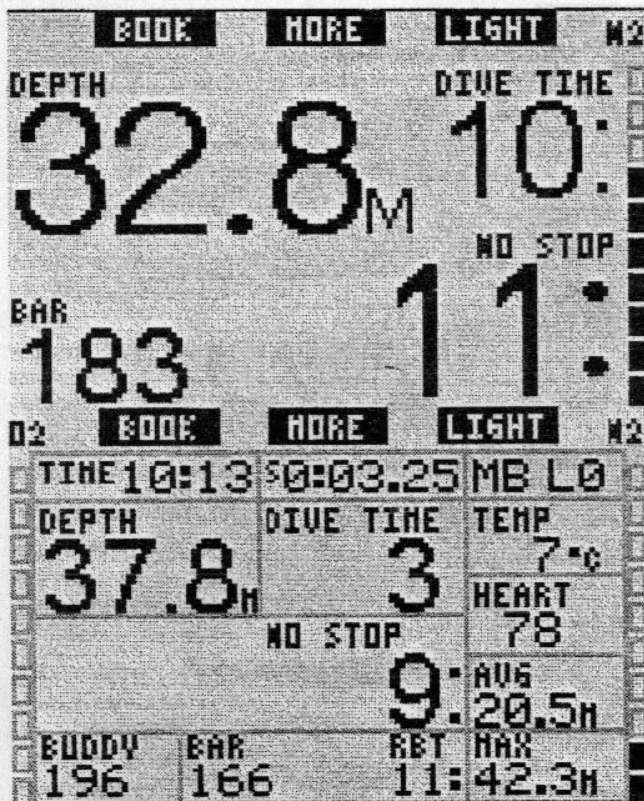 BOOK MORE LIGHT N2
DEPTH DIVE TIME
32.8M 10:
NO STOP
BAR 11:
183
O2 BOOK MORE LIGHT N2
TIME 10:13 S0:03.25 MB L0
DEPTH DIVE TIME TEMP
37.8M 3 7°C
HEART
NO STOP 78
9: AVG
20.5M
BUDDY BAR RBT MAX
196 166 11: 42.3M